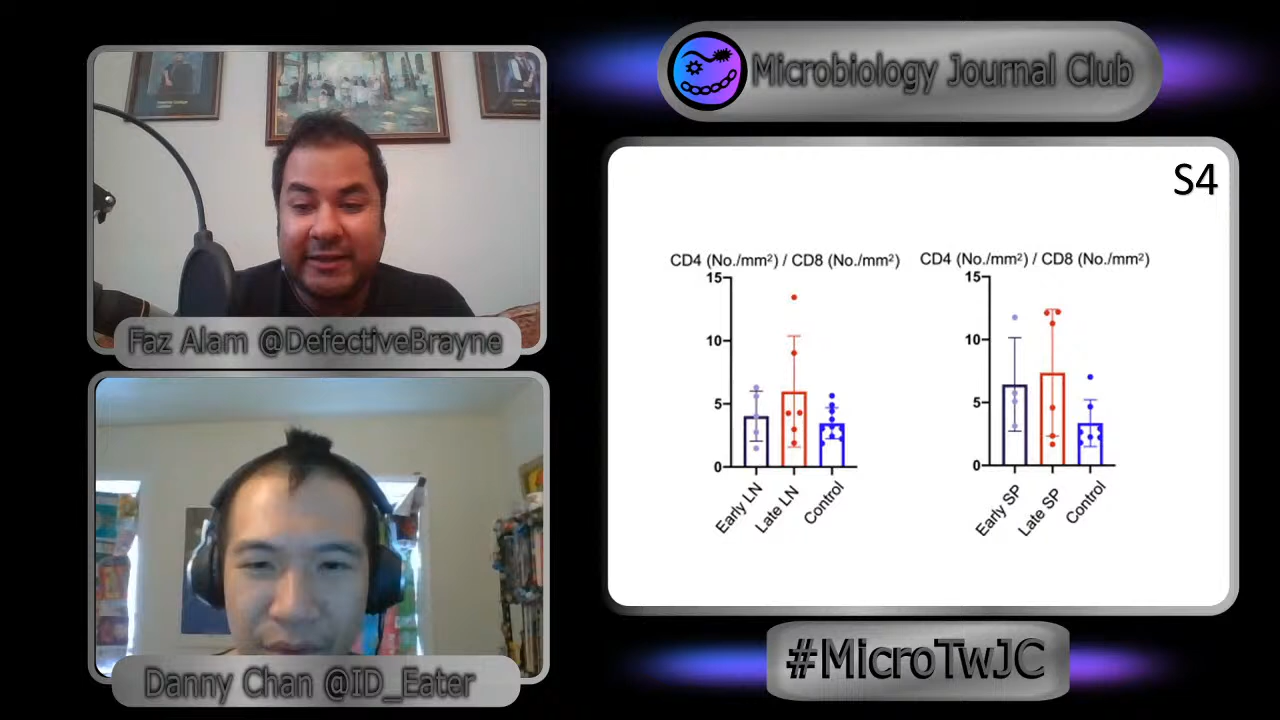 Microbiology Journal Club
Faz Alam @DefectiveBrayne
Danny Chan @ID_Eater
S4
CD4 (No./mm²) / CD8 (No./mm²)
15
10
5
0
Early LN
Late LN
Control
CD4 (No./mm²) / CD8 (No./mm²)
15
10
5
0
Early SP
Late SP
Control
#MicroTwJC